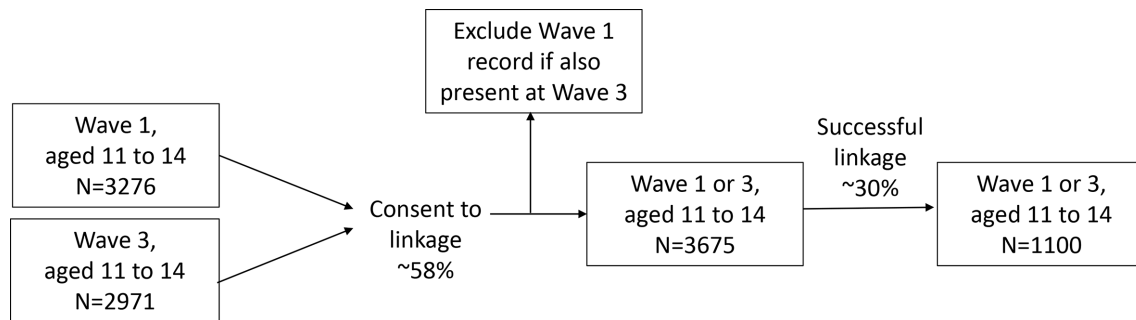 Exclude Wave 1
record if also
present at Wave 3
Wave 1,
aged 11 to 14
N=3276
Wave 3,
aged 11 to 14
N=2971
Consent to
linkage
~58%
Wave 1 or 3,
aged 11 to 14
N=3675
Successful
linkage
~30%
Wave 1 or 3,
aged 11 to 14
N=1100